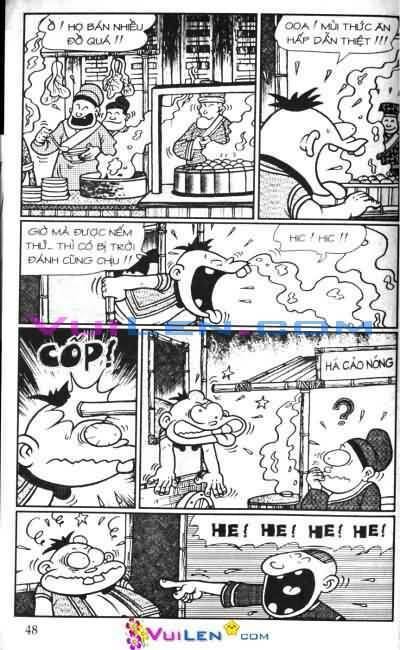 Ồ ! HỌ BÁN NHIỀU
ĐỒ QUÁ !!
OOA ! MÙI THỨC ĂN
HẤP DẪN THIỆT !!!
GIỜ MÀ ĐƯỢC NẾM
THỬ... THÌ CÓ BỊ TRỜI
ĐÁNH CŨNG CHỊU !!
HIC ! HIC !!
VUILEN.COM
CỐP!
HÁ CẢO NÓNG
?
HE! HE! HE! HE!
48
VUILEN COM